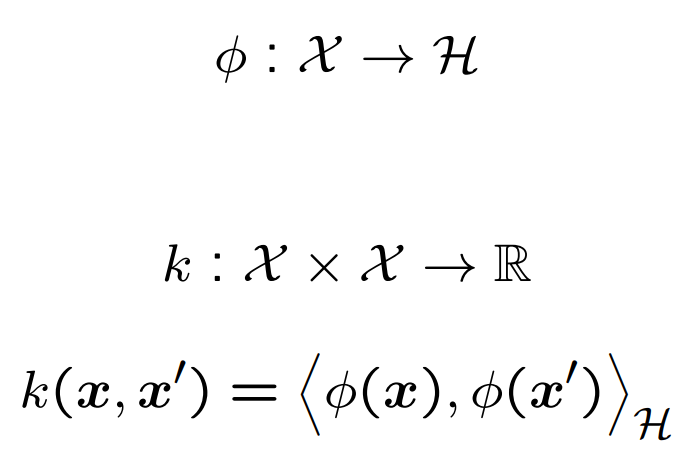 ϕ : 𝒳 → ℋ
k : 𝒳 × 𝒳 → ℝ
k(𝒙, 𝒙′) = ⟨ϕ(𝒙), ϕ(𝒙′)⟩_ℋ